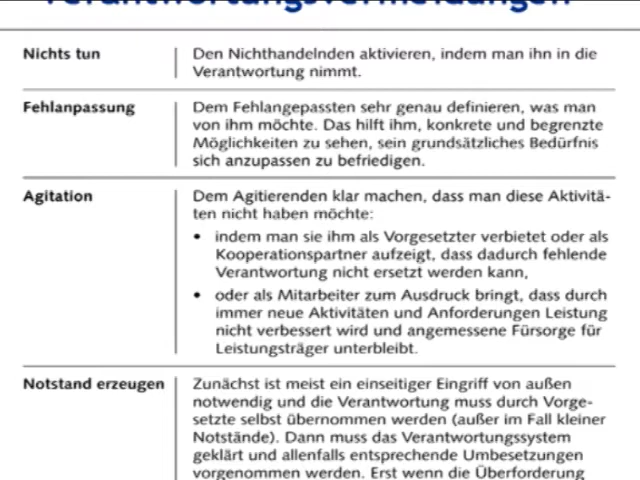 Verantwortungsvermeidungen
Nichts tun
Den Nichthandelnden aktivieren, indem man ihn in die
Verantwortung nimmt.
Fehlanpassung
Dem Fehlangepassten sehr genau definieren, was man
von ihm möchte. Das hilft ihm, konkrete und begrenzte
Möglichkeiten zu sehen, sein grundsätzliches Bedürfnis
sich anzupassen zu befriedigen.
Agitation
Dem Agitierenden klar machen, dass man diese Aktivitä-
ten nicht haben möchte:
• indem man sie ihm als Vorgesetzter verbietet oder als
Kooperationspartner aufzeigt, dass dadurch fehlende
Verantwortung nicht ersetzt werden kann,
• oder als Mitarbeiter zum Ausdruck bringt, dass durch
immer neue Aktivitäten und Anforderungen Leistung
nicht verbessert wird und angemessene Fürsorge für
Leistungsträger unterbleibt.
Notstand erzeugen
Zunächst ist meist ein einseitiger Eingriff von außen
notwendig und die Verantwortung muss durch Vorge-
setzte selbst übernommen werden (außer im Fall kleiner
Notstände). Dann muss das Verantwortungssystem
geklärt und allenfalls entsprechende Umbesetzungen
vorgenommen werden. Erst wenn die Überforderung